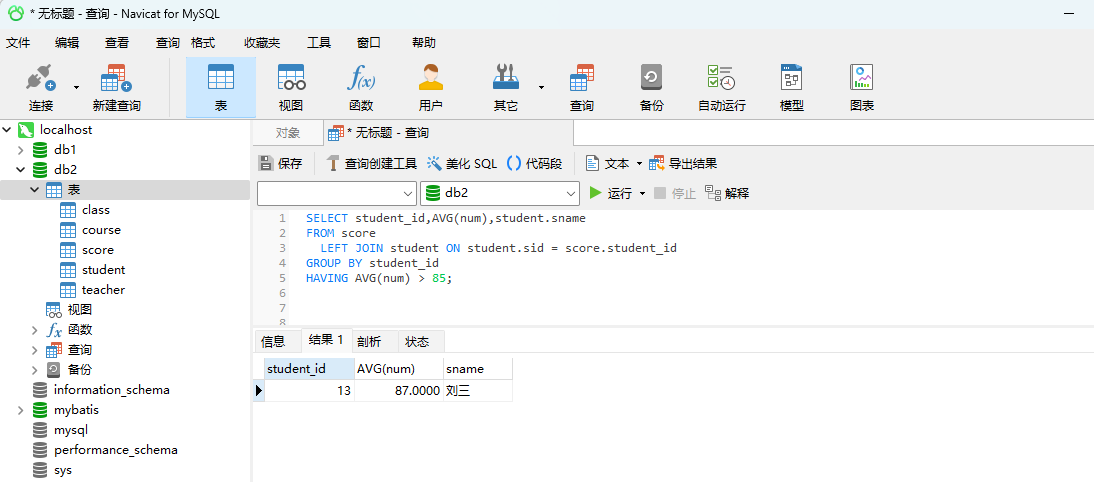 * 无标题 - 查询 - Navicat for MySQL
文件 编辑 查看 查询 格式 收藏夹 工具 窗口 帮助
连接 新建查询 表 视图 函数 用户 其它 查询 备份 自动运行 模型 图表
localhost
db1
db2
表
class
course
score
student
teacher
视图
函数
查询
备份
information_schema
mybatis
mysql
performance_schema
sys
对象 * 无标题 - 查询
保存 查询创建工具 美化 SQL 代码段 文本 导出结果
db2 运行 停止 解释
1 SELECT student_id,AVG(num),student.sname
2 FROM score
3 LEFT JOIN student ON student.sid = score.student_id
4 GROUP BY student_id
5 HAVING AVG(num) > 85;
6
7
8
信息 结果 1 剖析 状态
student_id AVG(num) sname
13 87.0000 刘三